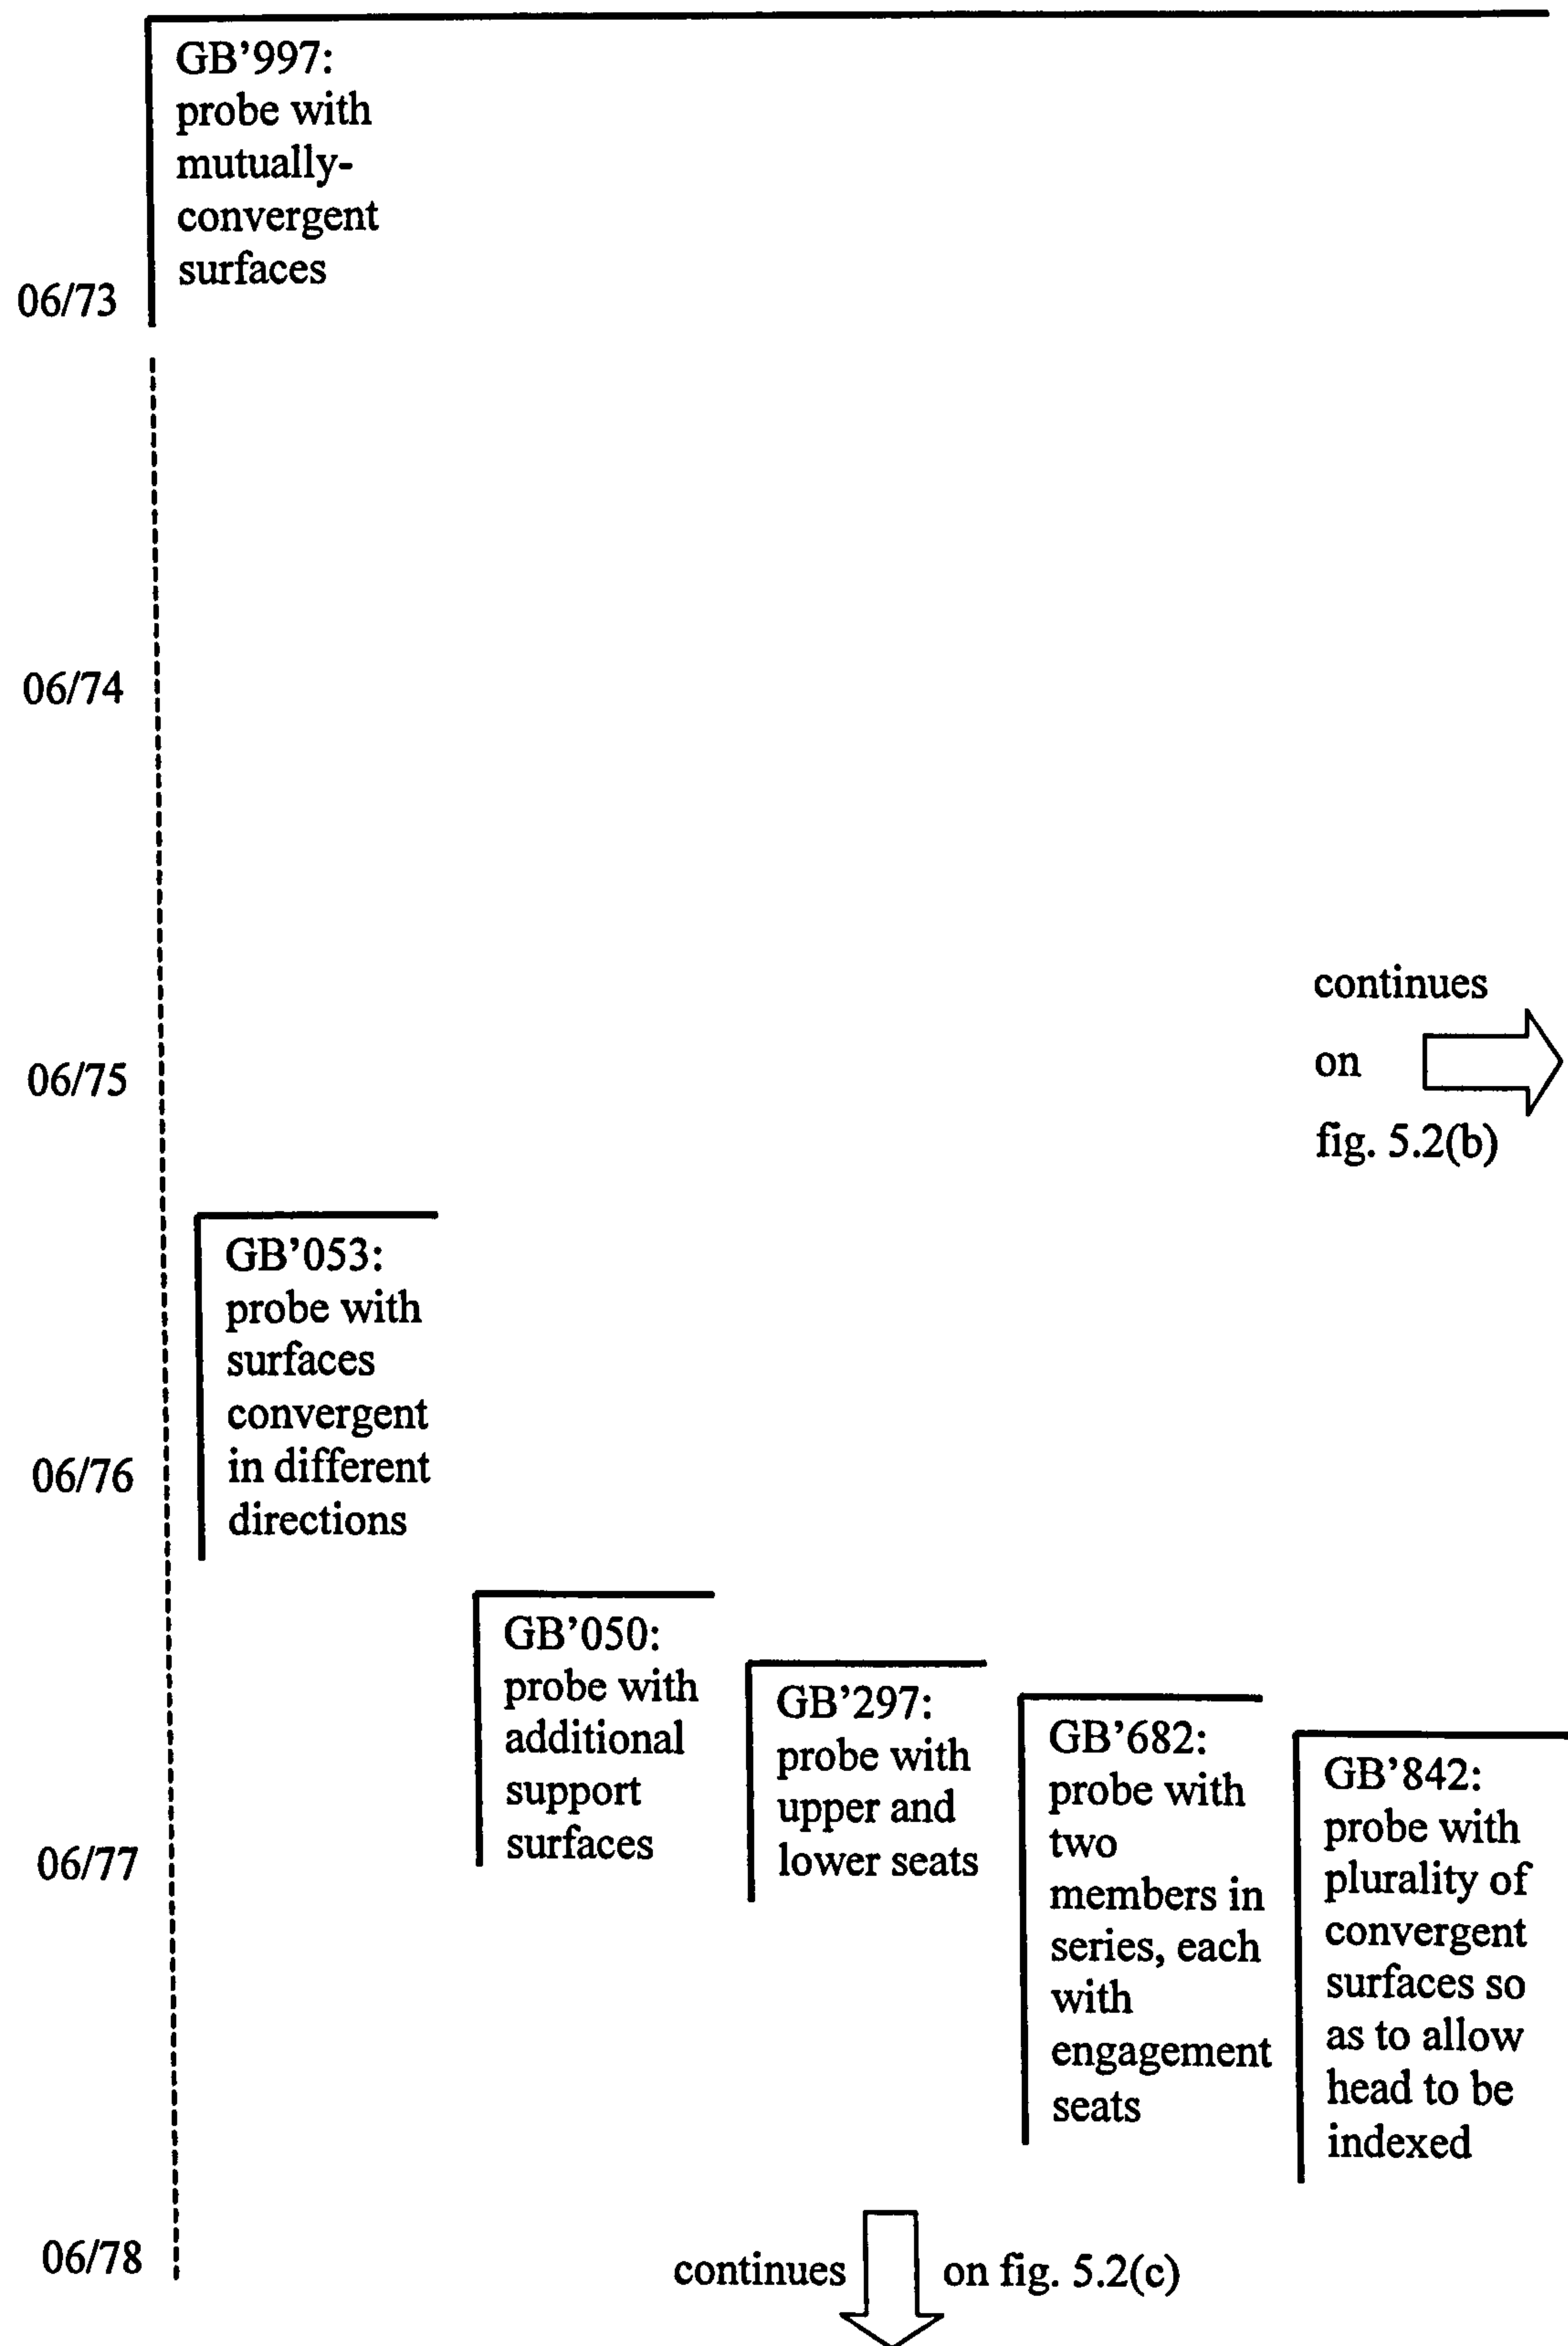 GB’997:
probe with
mutually-
convergent
surfaces
06/73
06/74
continues
on
fig. 5.2(b)
06/75
GB’053:
probe with
surfaces
convergent
in different
directions
06/76
GB’050:
probe with
additional
support
surfaces
GB’297:
probe with
upper and
lower seats
GB’682:
probe with
two
members in
series, each
with
engagement
seats
GB’842:
probe with
plurality of
convergent
surfaces so
as to allow
head to be
indexed
06/77
06/78
continues on fig. 5.2(c)